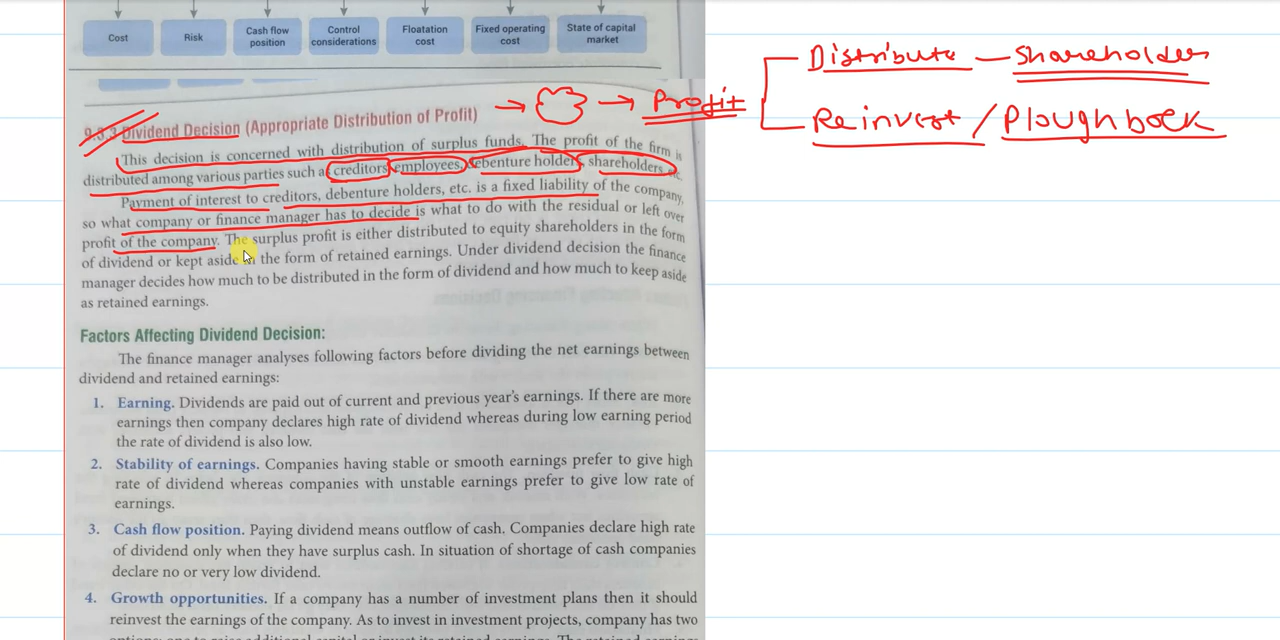 Cost
Risk
Cash flow position
Control considerations
Floatation cost
Fixed operating cost
State of capital market
9.3.3 Dividend Decision (Appropriate Distribution of Profit)
This decision is concerned with distribution of surplus funds. The profit of the firm is
distributed among various parties such as creditors, employees, debenture holders, shareholders, etc.
Payment of interest to creditors, debenture holders, etc. is a fixed liability of the company,
so what company or finance manager has to decide is what to do with the residual or left over
profit of the company. The surplus profit is either distributed to equity shareholders in the form
of dividend or kept aside in the form of retained earnings. Under dividend decision the finance
manager decides how much to be distributed in the form of dividend and how much to keep aside
as retained earnings.
Factors Affecting Dividend Decision:
The finance manager analyses following factors before dividing the net earnings between
dividend and retained earnings:
1. Earning. Dividends are paid out of current and previous year's earnings. If there are more
earnings then company declares high rate of dividend whereas during low earning period
the rate of dividend is also low.
2. Stability of earnings. Companies having stable or smooth earnings prefer to give high
rate of dividend whereas companies with unstable earnings prefer to give low rate of
earnings.
3. Cash flow position. Paying dividend means outflow of cash. Companies declare high rate
of dividend only when they have surplus cash. In situation of shortage of cash companies
declare no or very low dividend.
4. Growth opportunities. If a company has a number of investment plans then it should
reinvest the earnings of the company. As to invest in investment projects, company has two
Profit
Distribute — Shareholder
Reinvest / Ploughback